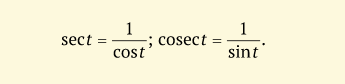 sec t = 1/cos t; cosec t = 1/sin t.